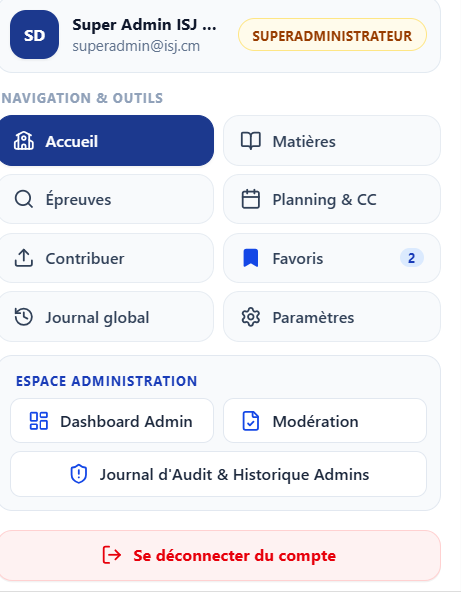 SD
Super Admin ISJ ...
superadmin@isj.cm
SUPERADMINISTRATEUR
NAVIGATION & OUTILS
Accueil
Matières
Épreuves
Planning & CC
Contribuer
Favoris
2
Journal global
Paramètres
ESPACE ADMINISTRATION
Dashboard Admin
Modération
Journal d'Audit & Historique Admins
Se déconnecter du compte